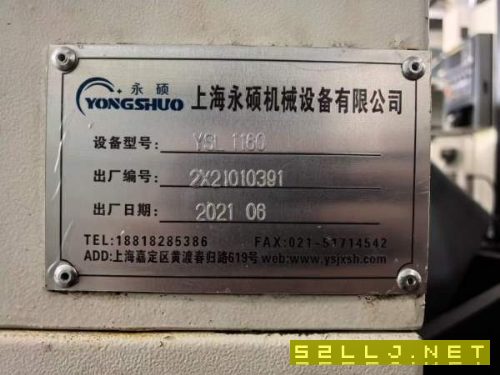 永硕
YONGSHUO
上海永硕机械设备有限公司
设备型号: YSL 1160
出厂编号: 2X21010391
出厂日期: 2021 06
TEL:18818285386 FAX:021-51714542
ADD:上海嘉定区黄渡春归路619号 web:www.ysjxsh.com
52LLJ.NET